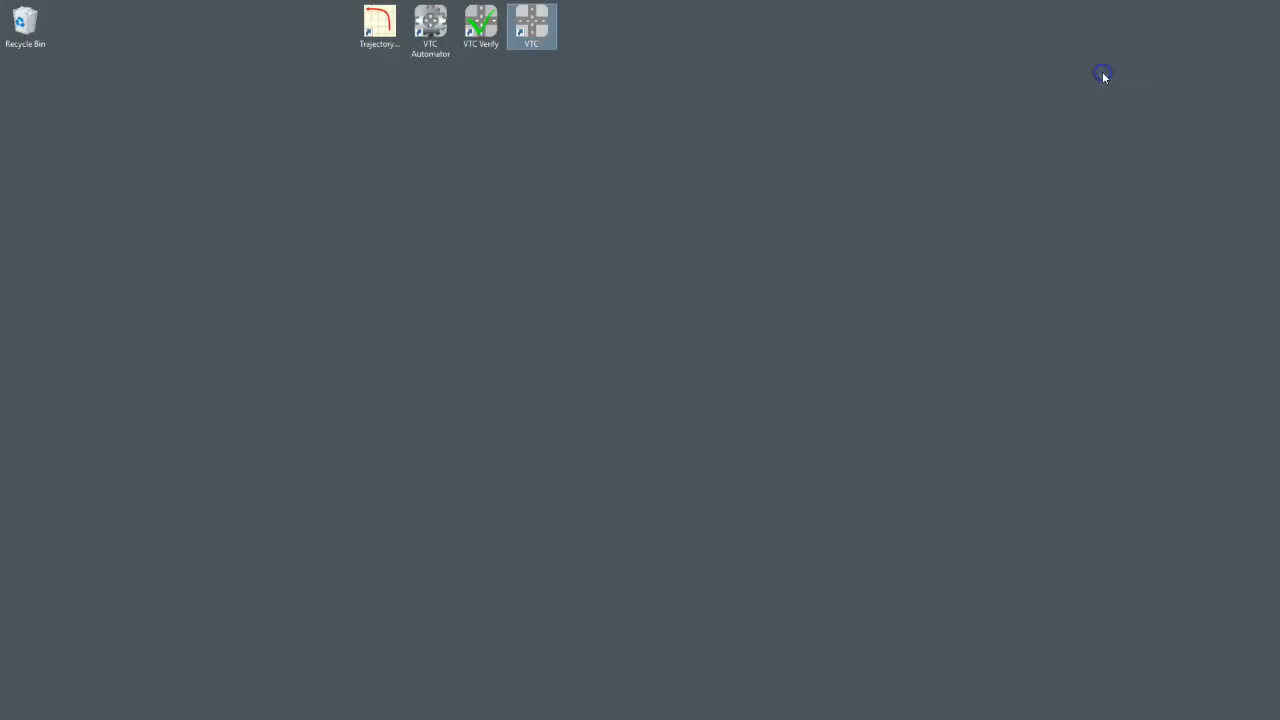 Recycle Bin
Trajectory...
VTC
Automator
VTC Verify
VTC